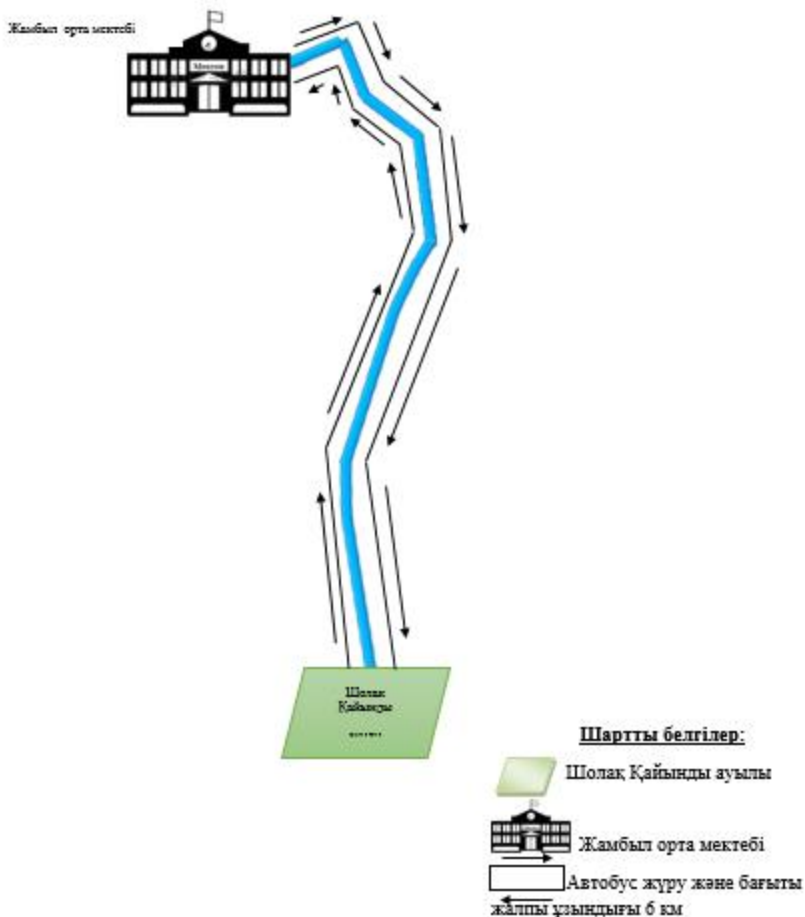 Жамбыл орта мектебі
Мектеп
Шолақ
Қайыңды
Шартты белгілер:
Шолақ Қайыңды ауылы
Жамбыл орта мектебі
Автобус жүру және бағыты
жалпы ұзындығы 6 км